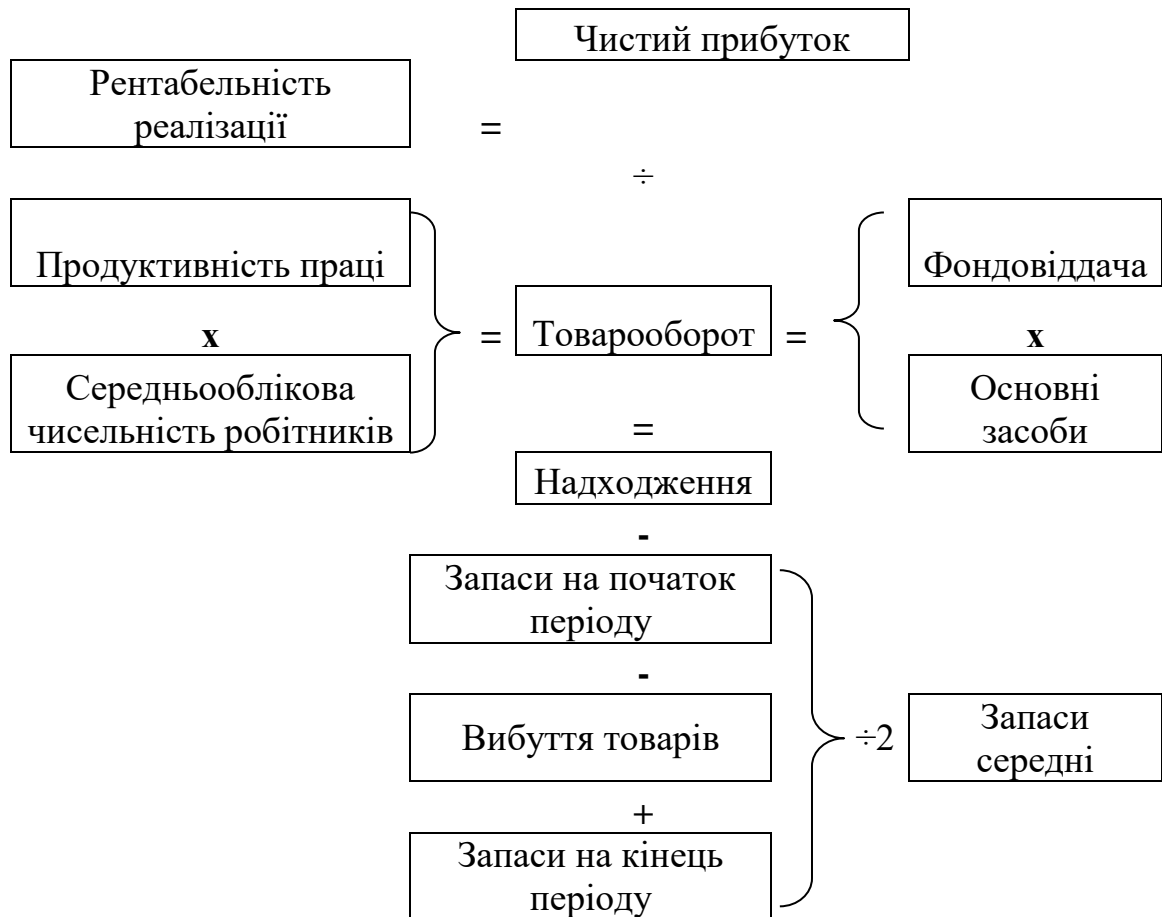 Чистий прибуток
Рентабельність
реалізації
=
÷
Продуктивність праці
Фондовіддача
x
= Товарооборот =
x
Середньооблікова
чисельність робітників
Основні
засоби
=
Надходження
-
Запаси на початок
періоду
-
Вибуття товарів
÷2
Запаси
середні
+
Запаси на кінець
періоду